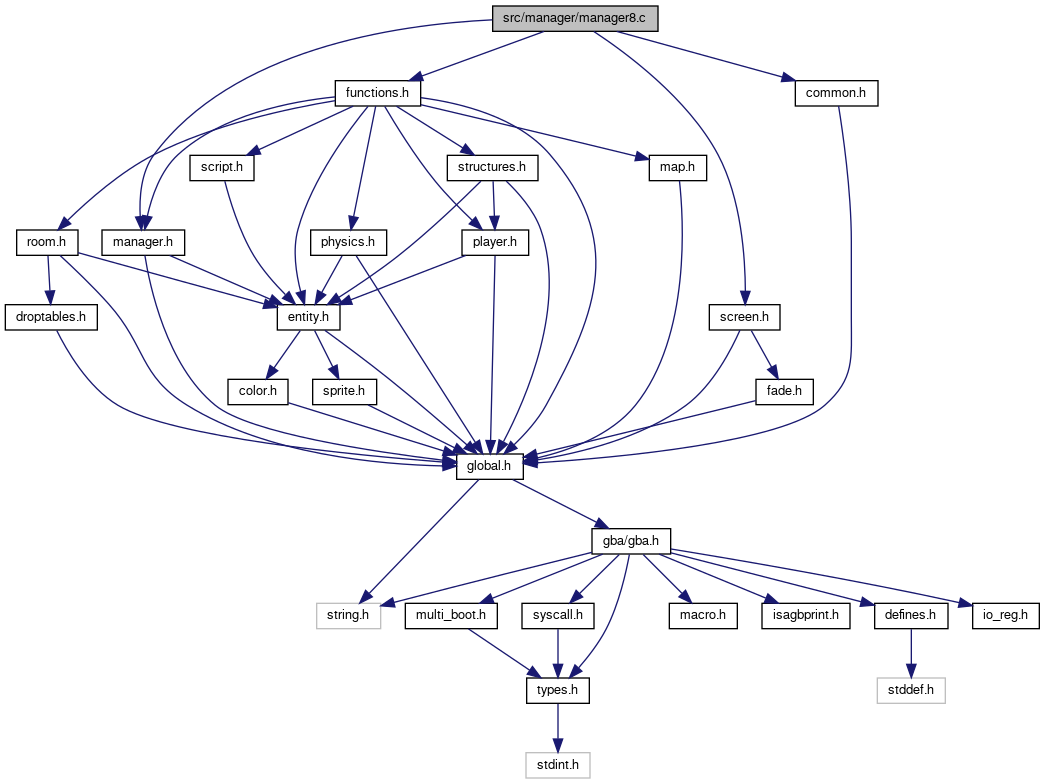 src/manager/manager8.c
functions.h
common.h
script.h
structures.h
map.h
room.h
manager.h
physics.h
player.h
droptables.h
entity.h
screen.h
color.h
sprite.h
fade.h
global.h
gba/gba.h
string.h
multi_boot.h
syscall.h
macro.h
isagbprint.h
defines.h
io_reg.h
types.h
stddef.h
stdint.h